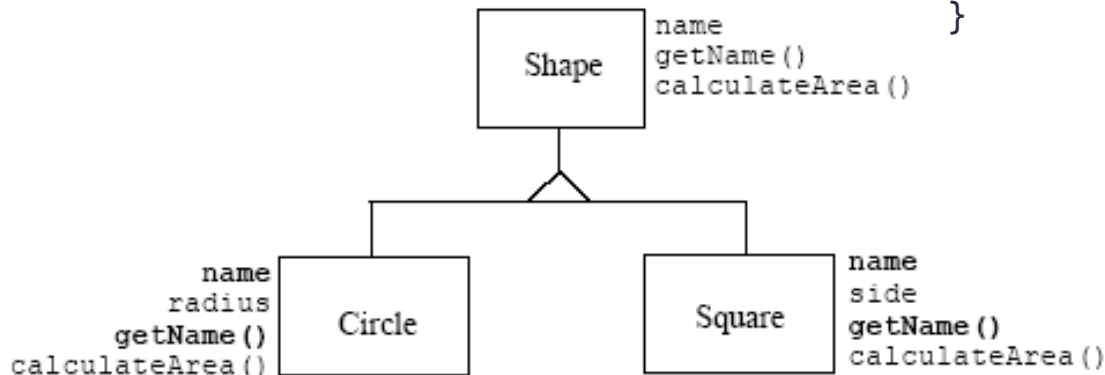 }
name
getName()
calculateArea()
Shape
name
radius
getName()
calculateArea()
Circle
Square
name
side
getName()
calculateArea()